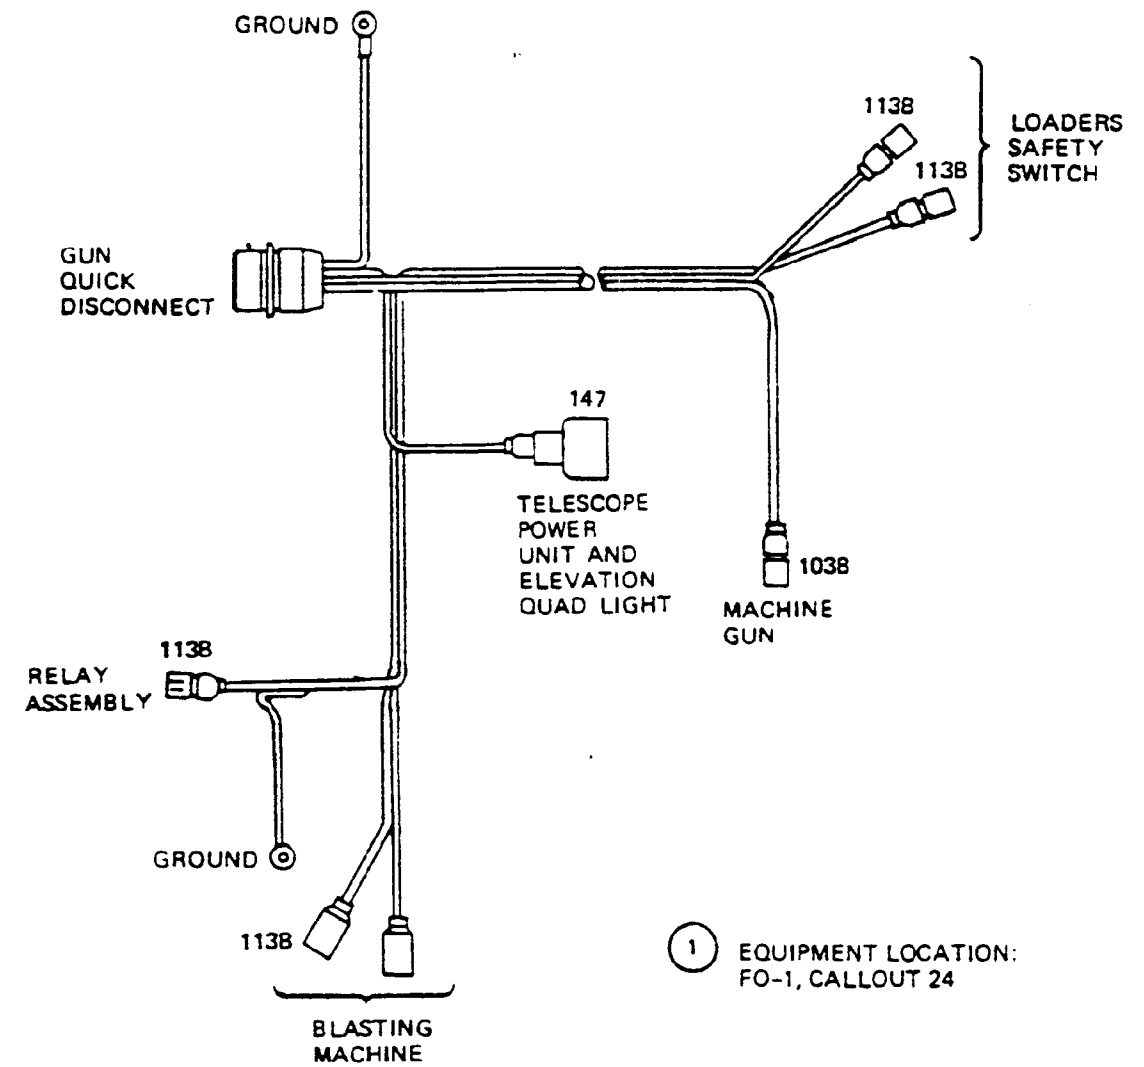 GROUND
113B
LOADERS
SAFETY
SWITCH
113B
GUN
QUICK
DISCONNECT
147
TELESCOPE
POWER
UNIT AND
ELEVATION
QUAD LIGHT
103B
MACHINE
GUN
113B
RELAY
ASSEMBLY
GROUND
113B
BLASTING
MACHINE
1
EQUIPMENT LOCATION:
FO-1, CALLOUT 24